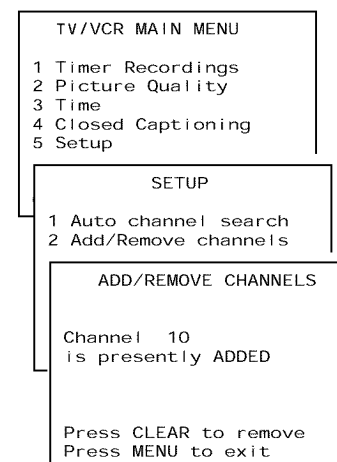 TV/VCR MAIN MENU
1 Timer Recordings
2 Picture Quality
3 Time
4 Closed Captioning
5 Setup
SETUP
1 Auto channel search
2 Add/Remove channels
ADD/REMOVE CHANNELS
Channel 10
is presently ADDED
Press CLEAR to remove
Press MENU to exit